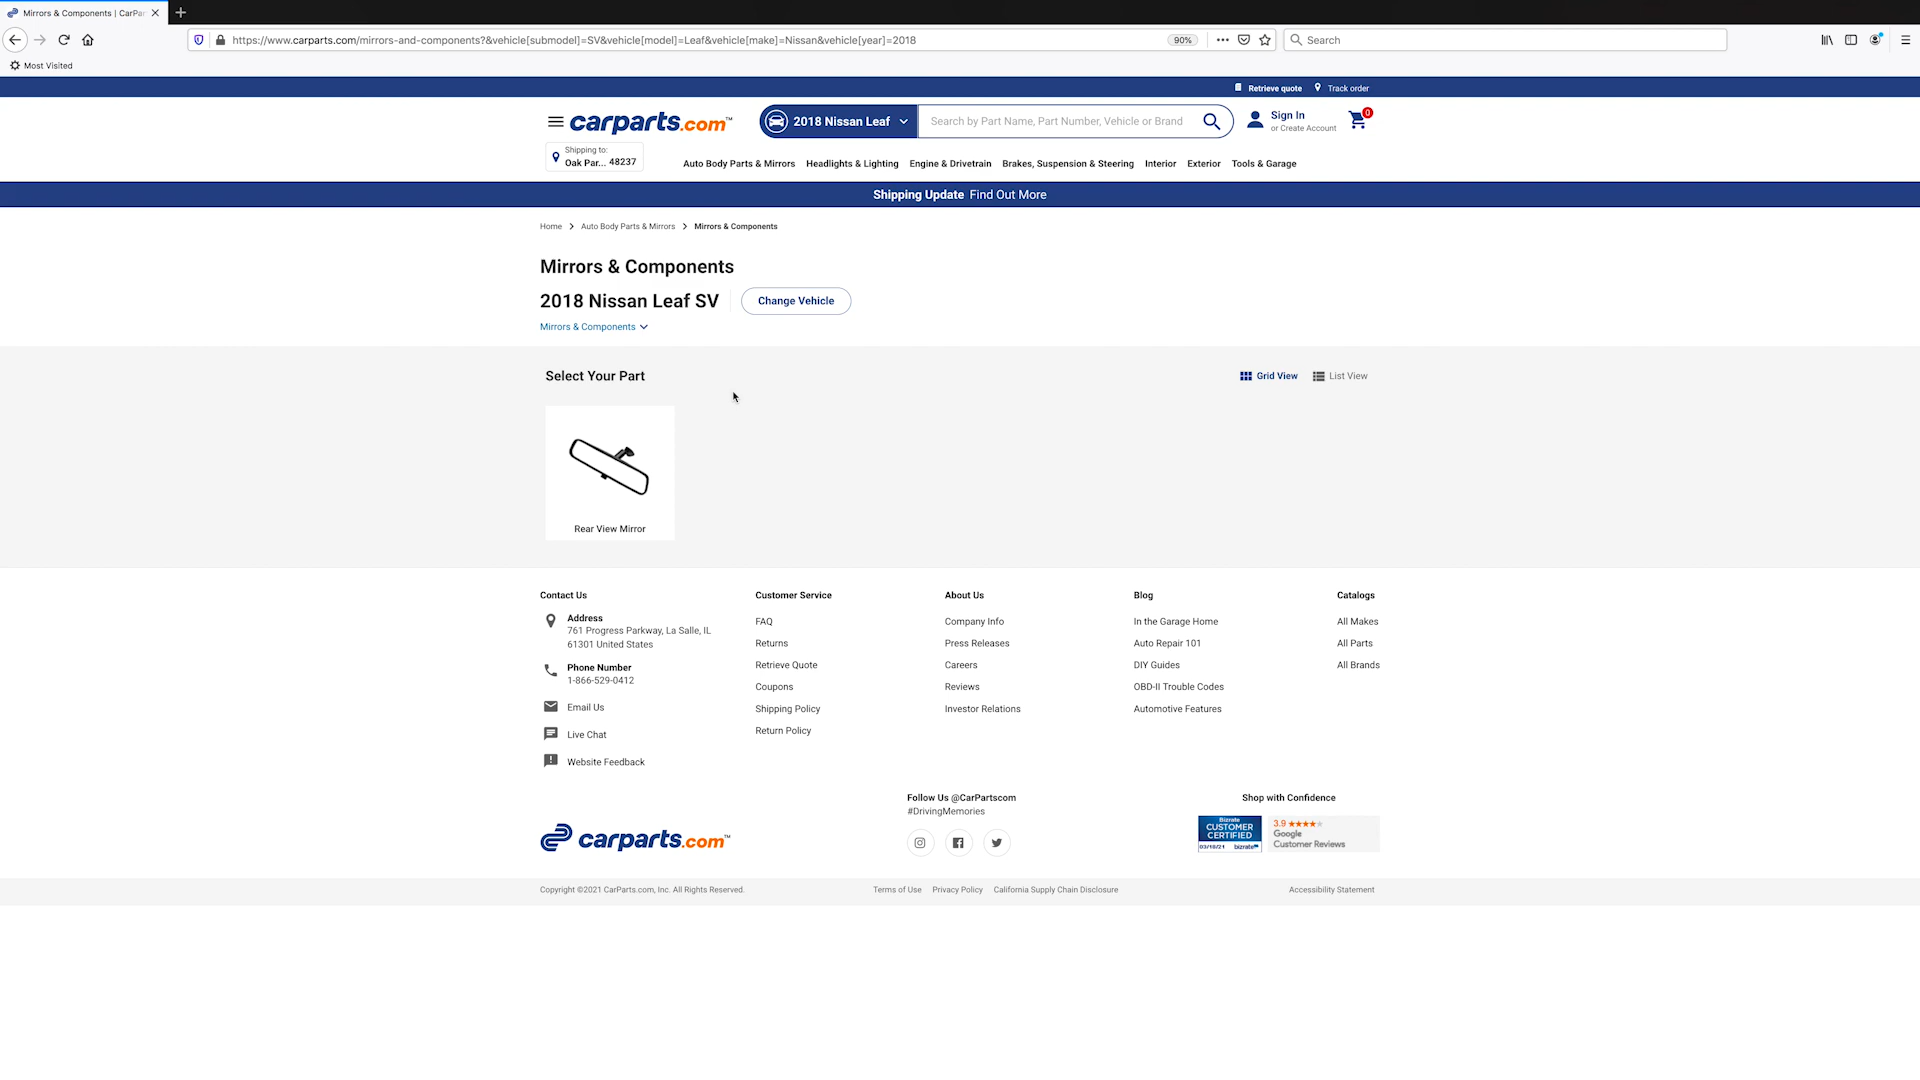 Mirrors & Components | CarPar
https://www.carparts.com/mirrors-and-components?&vehicle[submodel]=SV&vehicle[model]=Leaf&vehicle[make]=Nissan&vehicle[year]=2018
90%
Search
Most Visited
Retrieve quote
Track order
carparts.com™
2018 Nissan Leaf
Search by Part Name, Part Number, Vehicle or Brand
Sign In
or Create Account
0
Shipping to:
Oak Par... 48237
Auto Body Parts & Mirrors
Headlights & Lighting
Engine & Drivetrain
Brakes, Suspension & Steering
Interior
Exterior
Tools & Garage
Shipping Update Find Out More
Home > Auto Body Parts & Mirrors > Mirrors & Components
Mirrors & Components
2018 Nissan Leaf SV
Change Vehicle
Mirrors & Components
Select Your Part
Grid View
List View
Rear View Mirror
Contact Us
Address
761 Progress Parkway, La Salle, IL
61301 United States
Phone Number
1-866-529-0412
Email Us
Live Chat
Website Feedback
Customer Service
FAQ
Returns
Retrieve Quote
Coupons
Shipping Policy
Return Policy
About Us
Company Info
Press Releases
Careers
Reviews
Investor Relations
Blog
In the Garage Home
Auto Repair 101
DIY Guides
OBD-II Trouble Codes
Automotive Features
Catalogs
All Makes
All Parts
All Brands
carparts.com™
Follow Us @CarPartscom
#DrivingMemories
Shop with Confidence
Bizrate
CUSTOMER
CERTIFIED
03/18/21 bizrate
3.9
Google
Customer Reviews
Copyright ©2021 CarParts.com, Inc. All Rights Reserved.
Terms of Use
Privacy Policy
California Supply Chain Disclosure
Accessibility Statement